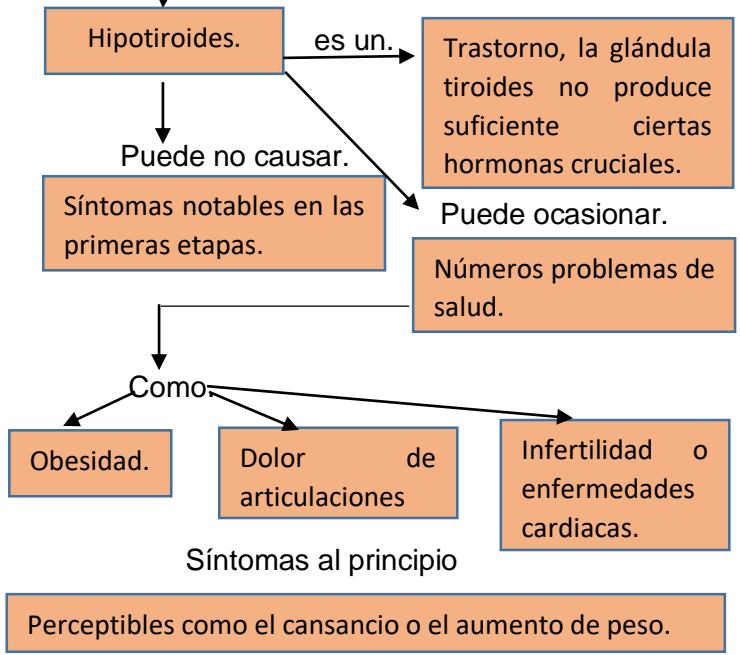 Hipotiroides.
es un.
Trastorno, la glándula
tiroides no produce
suficiente ciertas
hormonas cruciales.
Puede no causar.
Síntomas notables en las
primeras etapas.
Puede ocasionar.
Números problemas de
salud.
Como.
Obesidad.
Dolor de
articulaciones
Infertilidad o
enfermedades
cardiacas.
Síntomas al principio
Perceptibles como el cansancio o el aumento de peso.